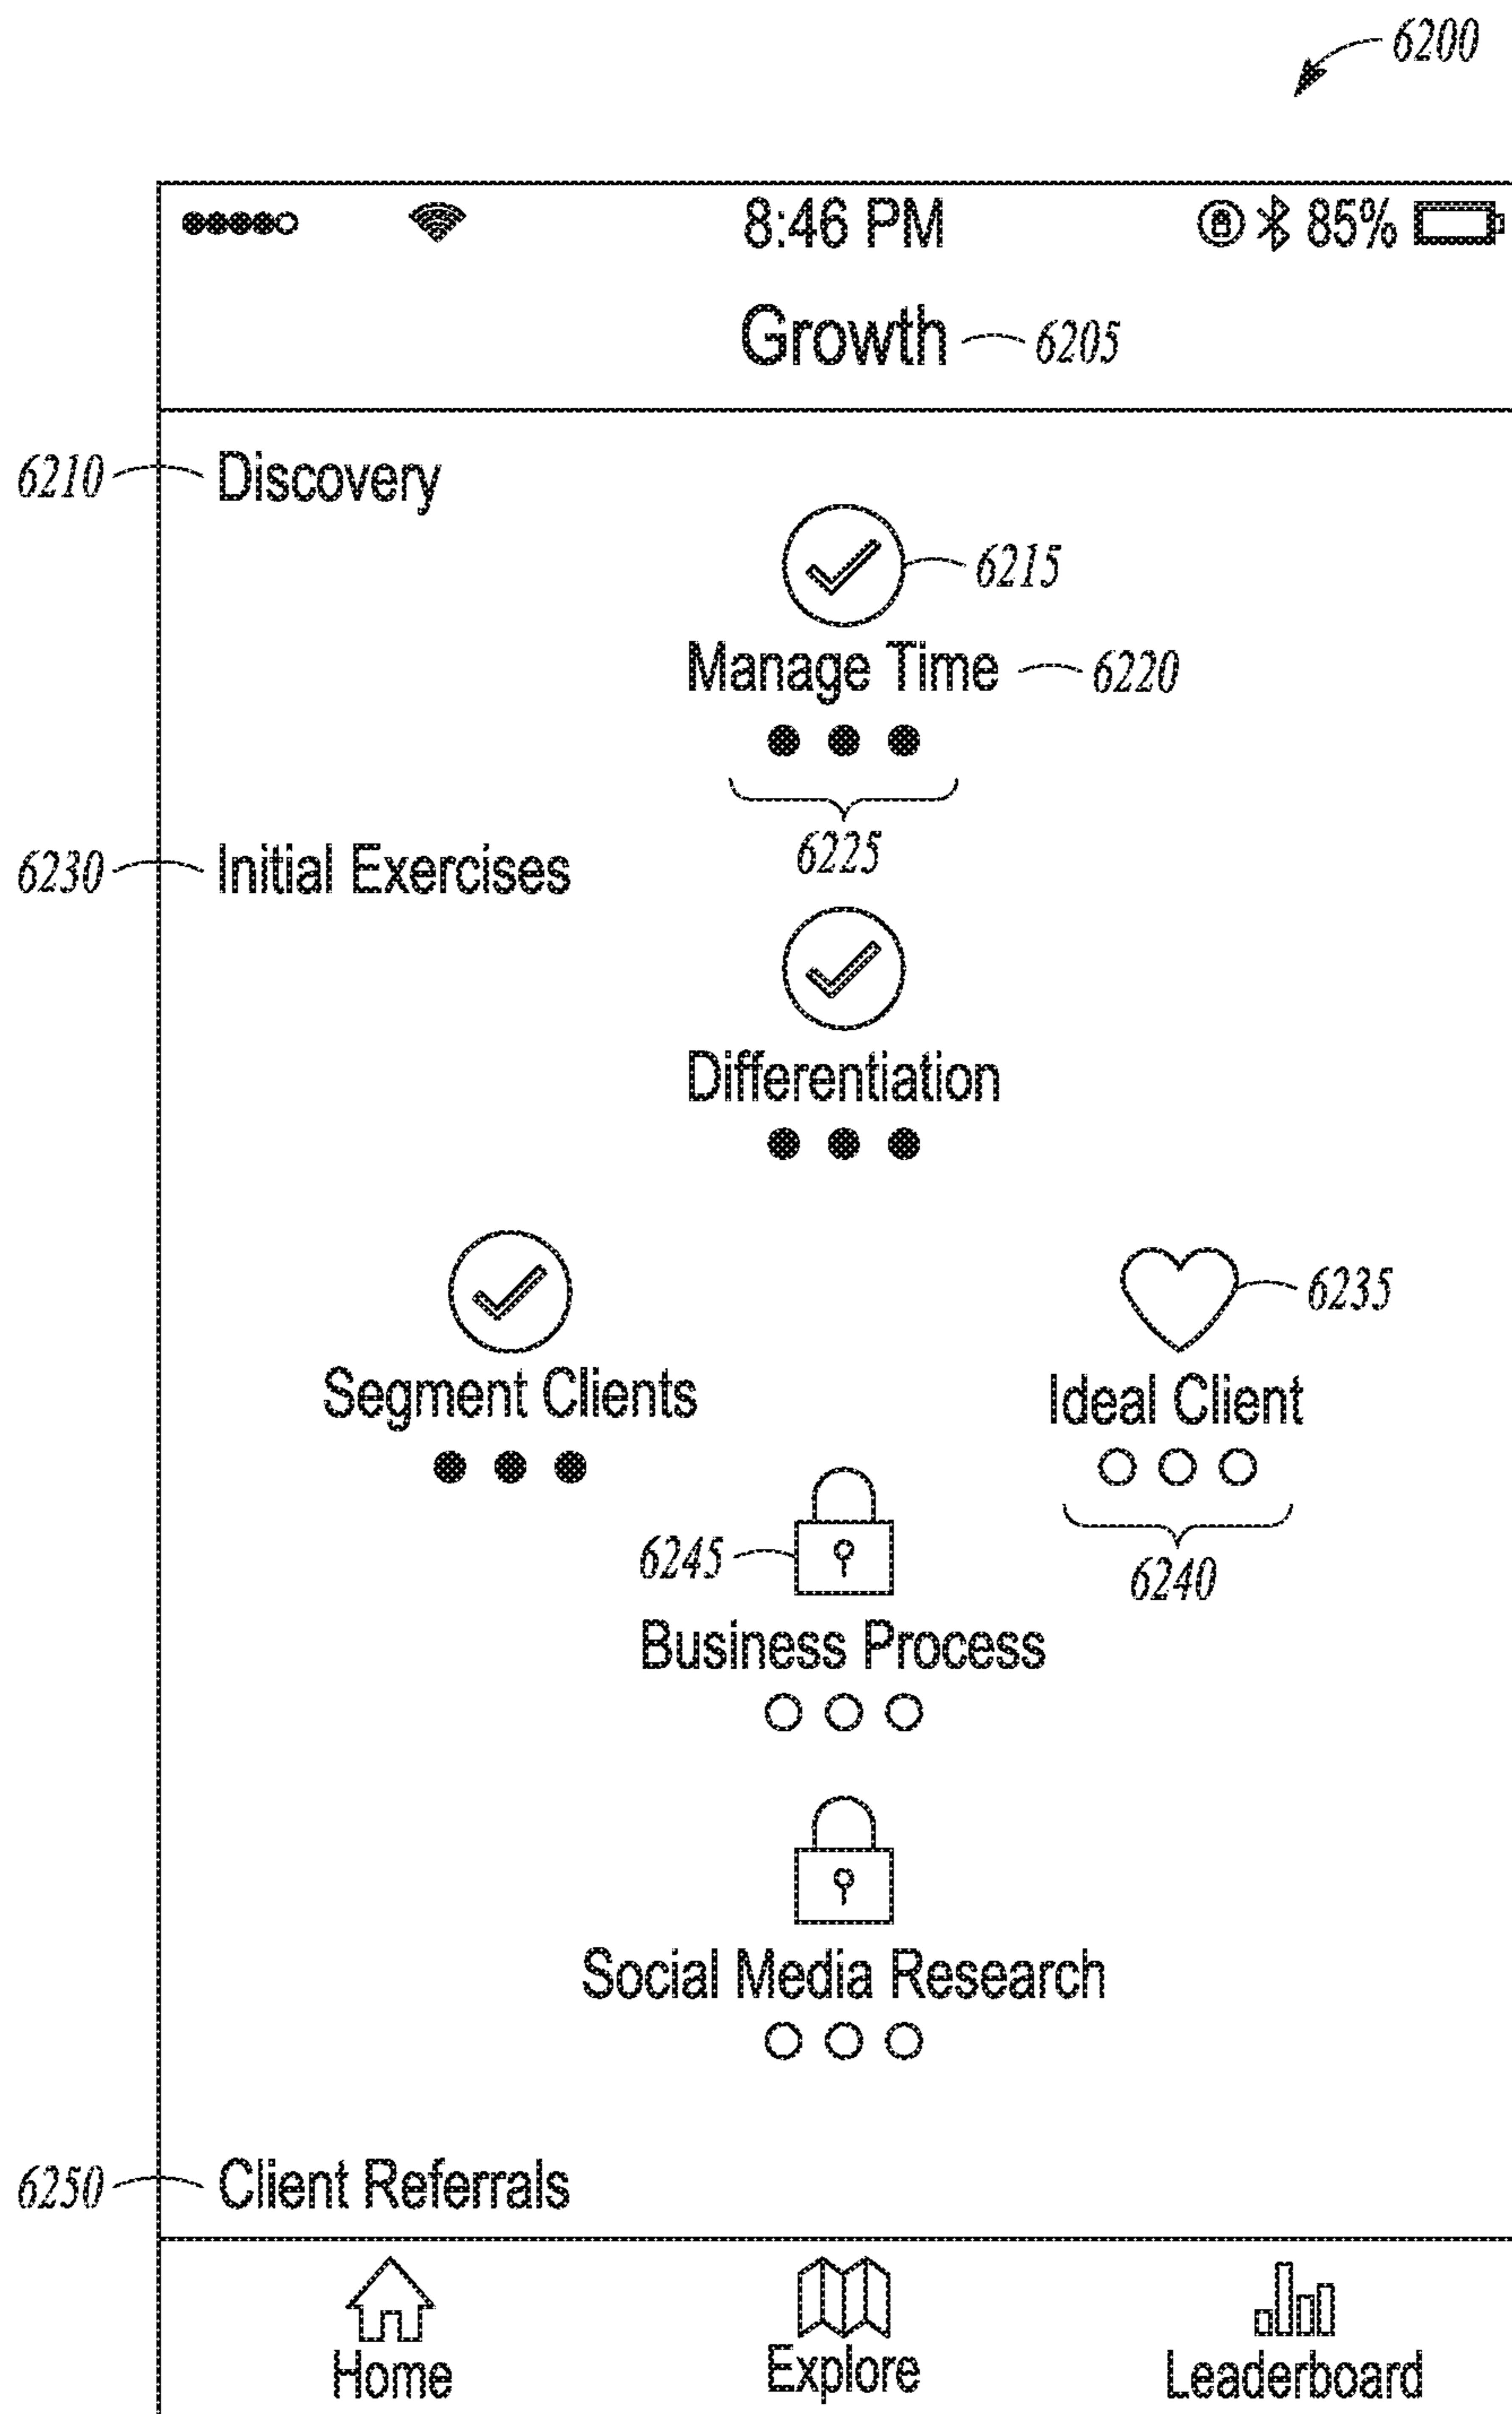 6200
8:46 PM 85%
Growth 6205
6210 Discovery
6215
Manage Time 6220
6225
6230 Initial Exercises
Differentiation
6235
Segment Clients Ideal Client
6245 6240
Business Process
Social Media Research
6250 Client Referrals
Home Explore Leaderboard